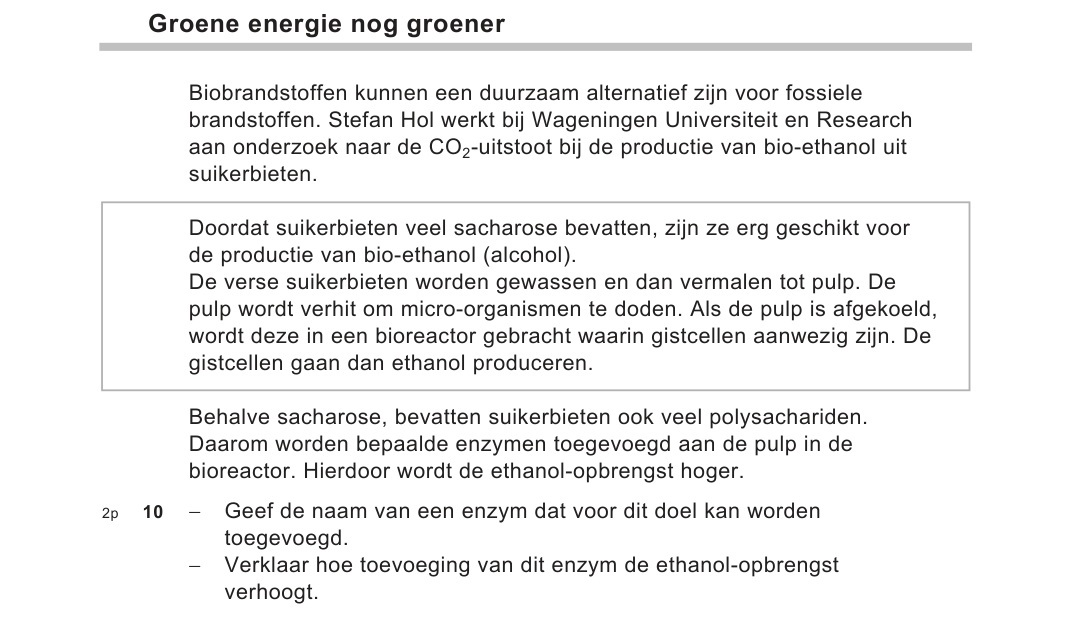 Groene energie nog groener
Biobrandstoffen kunnen een duurzaam alternatief zijn voor fossiele
brandstoffen. Stefan Hol werkt bij Wageningen Universiteit en Research
aan onderzoek naar de CO₂-uitstoot bij de productie van bio-ethanol uit
suikerbieten.
Doordat suikerbieten veel sacharose bevatten, zijn ze erg geschikt voor
de productie van bio-ethanol (alcohol).
De verse suikerbieten worden gewassen en dan vermalen tot pulp. De
pulp wordt verhit om micro-organismen te doden. Als de pulp is afgekoeld,
wordt deze in een bioreactor gebracht waarin gistcellen aanwezig zijn. De
gistcellen gaan dan ethanol produceren.
Behalve sacharose, bevatten suikerbieten ook veel polysachariden.
Daarom worden bepaalde enzymen toegevoegd aan de pulp in de
bioreactor. Hierdoor wordt de ethanol-opbrengst hoger.
2p 10 – Geef de naam van een enzym dat voor dit doel kan worden
toegevoegd.
– Verklaar hoe toevoeging van dit enzym de ethanol-opbrengst
verhoogt.